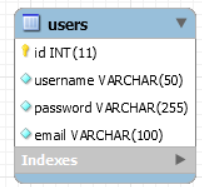 users
id INT(11)
username VARCHAR(50)
password VARCHAR(255)
email VARCHAR(100)
Indexes